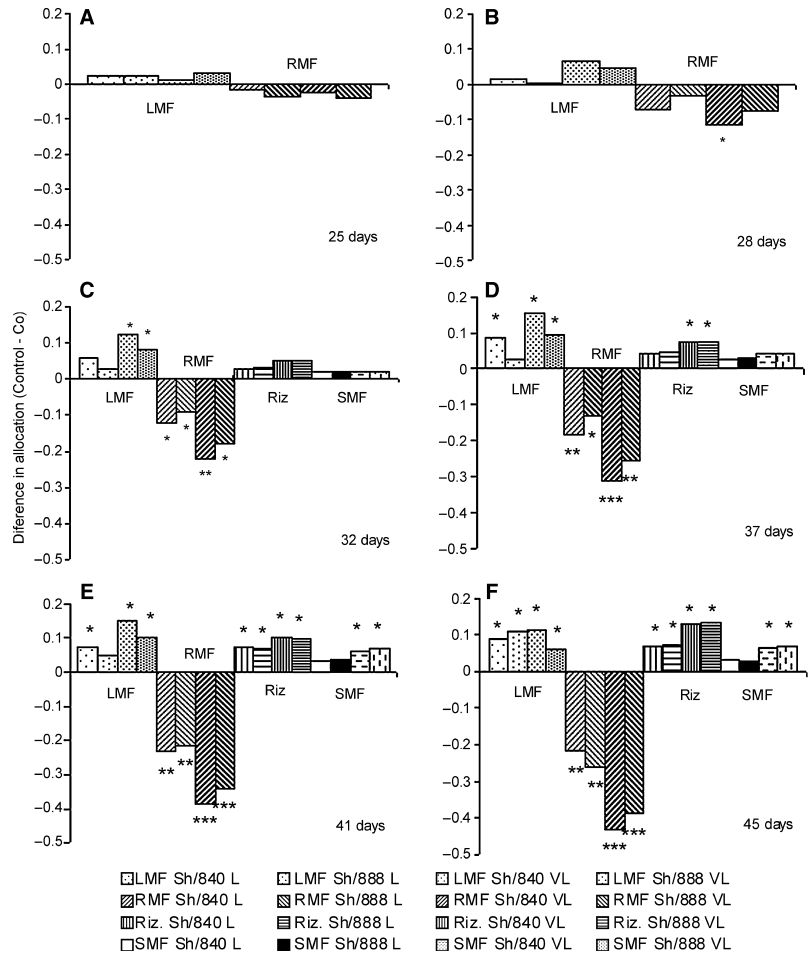 A
0.2
0.1
0
−0.1
−0.2
−0.3
−0.4
−0.5
RMF
LMF
25 days
B
0.2
0.1
0
−0.1
−0.2
−0.3
−0.4
−0.5
RMF
LMF
*
28 days
Diference in allocation (Control - Co)
C
0.2
0.1
0
−0.1
−0.2
−0.3
−0.4
−0.5
* *
RMF
LMF Riz SMF
* * ** *
32 days
D
0.2
0.1
0
−0.1
−0.2
−0.3
−0.4
−0.5
* * * * *
RMF
LMF Riz SMF
** * *** **
37 days
E
0.2
0.1
0
−0.1
−0.2
−0.3
−0.4
−0.5
* * * * * * * * *
RMF
LMF Riz SMF
** ** *** ***
41 days
F
0.2
0.1
0
−0.1
−0.2
−0.3
−0.4
−0.5
* * * * * * * * * *
LMF Riz SMF
** ** *** ***
45 days
LMF Sh/840 L LMF Sh/888 L LMF Sh/840 VL LMF Sh/888 VL
RMF Sh/840 L RMF Sh/888 L RMF Sh/840 VL RMF Sh/888 VL
Riz. Sh/840 L Riz. Sh/888 L Riz. Sh/840 VL Riz. Sh/888 VL
SMF Sh/840 L SMF Sh/888 L SMF Sh/840 VL SMF Sh/888 VL